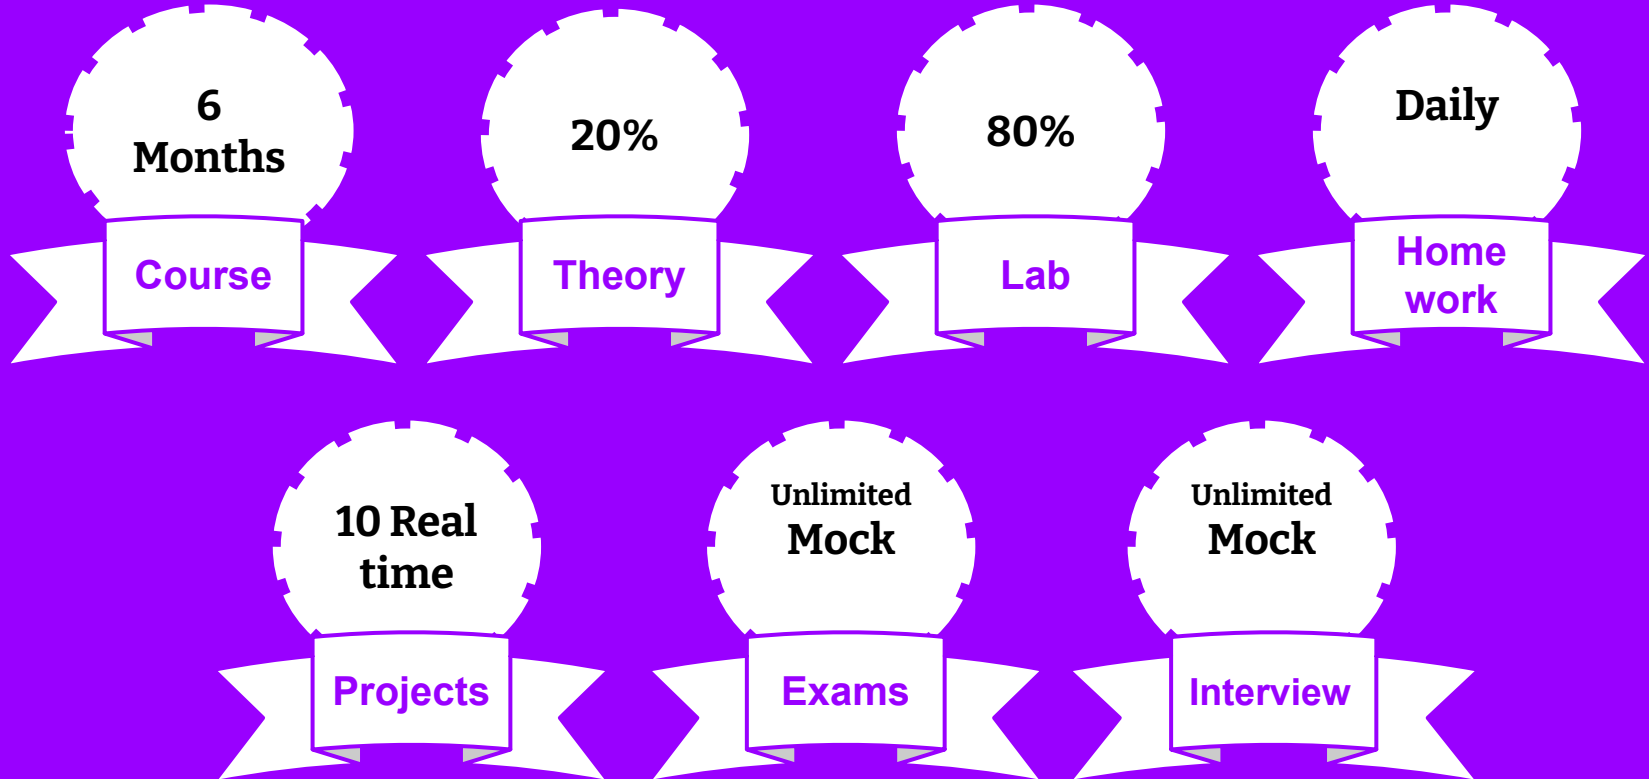 6
Months
Course
20%
Theory
80%
Lab
Daily
Home
work
10 Real
time
Projects
Unlimited
Mock
Exams
Unlimited
Mock
Interview